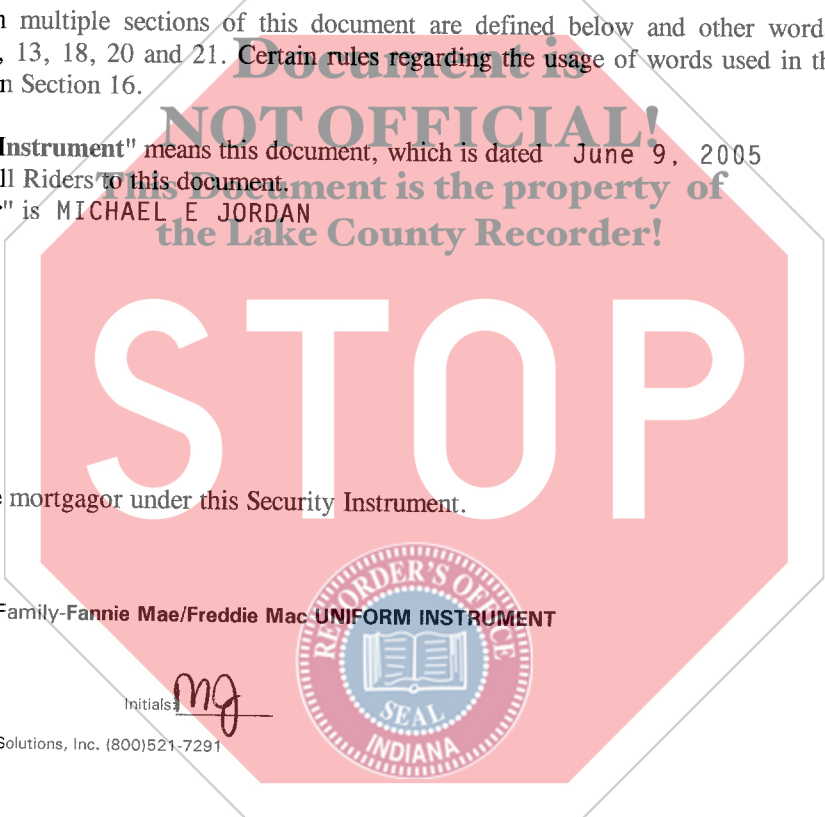 multiple sections of this document are defined below and other word
, 13, 18, 20 and 21. Certain rules regarding the usage of words used in th
n Section 16.
Document is
NOT OFFICIAL!
Instrument" means this document, which is dated June 9, 2005
ll Riders to this document.
This Document is the property of
" is MICHAEL E JORDAN
the Lake County Recorder!
STOP
mortgagor under this Security Instrument.
RECORDER'S OFFICE
Family-Fannie Mae/Freddie Mac UNIFORM INSTRUMENT
SEAL
INDIANA
Initials: MJ
Solutions, Inc. (800)521-7291